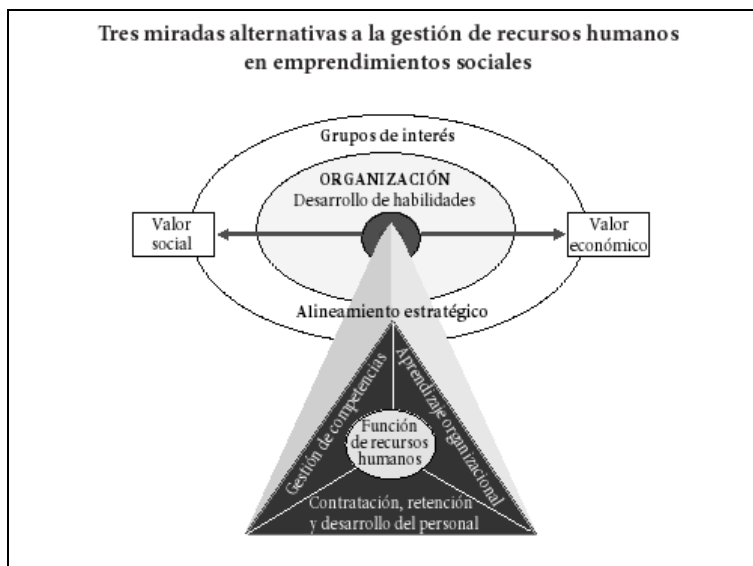 Tres miradas alternativas a la gestión de recursos humanos
en emprendimientos sociales
Grupos de interés
ORGANIZACIÓN
Desarrollo de habilidades
Valor
social
Valor
económico
Alineamiento estratégico
Gestión de competencias
Aprendizaje organizacional
Función
de recursos
humanos
Contratación, retención
y desarrollo del personal